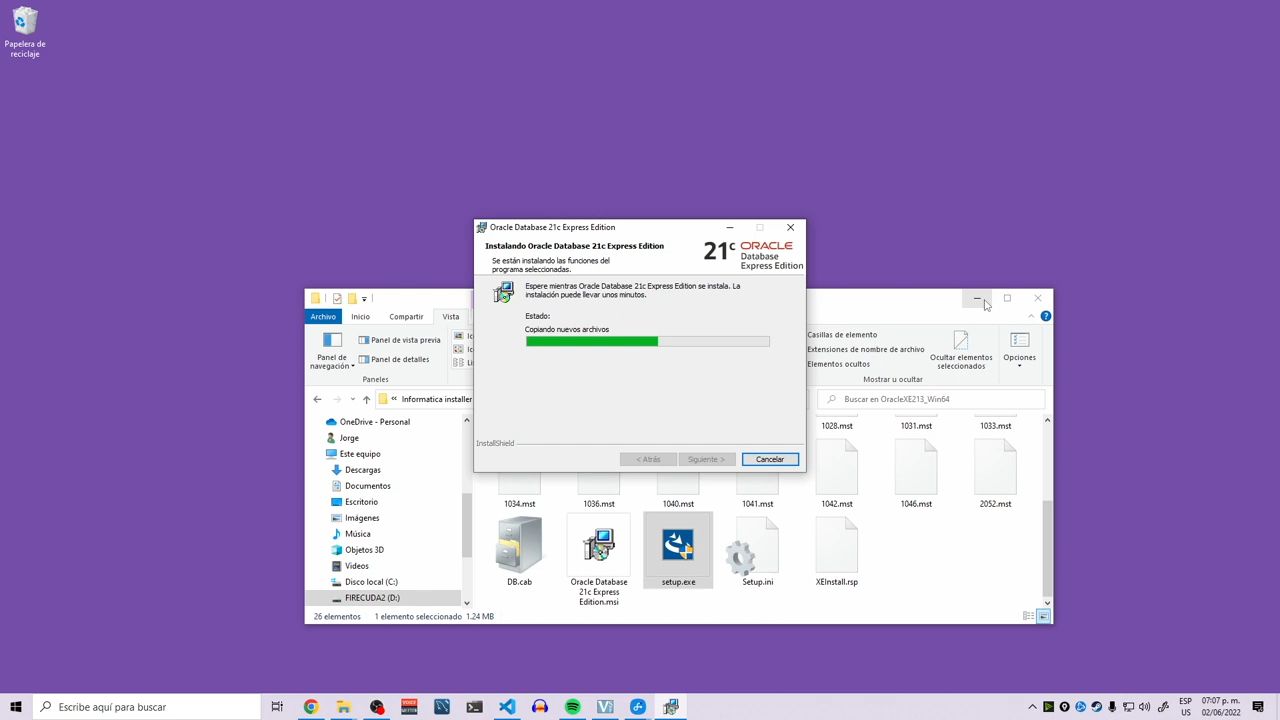 Papelera de
reciclaje
Oracle Database 21c Express Edition
Instalando Oracle Database 21c Express Edition
Se están instalando las funciones del
programa seleccionadas.
21c ORACLE
Database
Express Edition
Espere mientras Oracle Database 21c Express Edition se instala. La
instalación puede llevar unos minutos.
Estado:
Copiando nuevos archivos
InstallShield
< Atrás
Siguiente >
Cancelar
Archivo
Inicio
Compartir
Vista
Panel de
navegación
Panel de vista previa
Panel de detalles
Paneles
Casillas de elemento
Extensiones de nombre de archivo
Elementos ocultos
Ocultar elementos
seleccionados
Opciones
Mostrar u ocultar
Informatica installer
Buscar en OracleXE213_Win64
OneDrive - Personal
Jorge
Este equipo
Descargas
Documentos
Escritorio
Imágenes
Música
Objetos 3D
Videos
Disco local (C:)
FIRECUDA2 (D:)
1028.mst
1031.mst
1033.mst
1034.mst
1036.mst
1040.mst
1041.mst
1042.mst
1046.mst
2052.mst
DB.cab
Oracle Database
21c Express
Edition.msi
setup.exe
Setup.ini
XEInstall.rsp
26 elementos
1 elemento seleccionado 1.24 MB
Escribe aquí para buscar
ESP
US
07:07 p. m.
02/06/2022